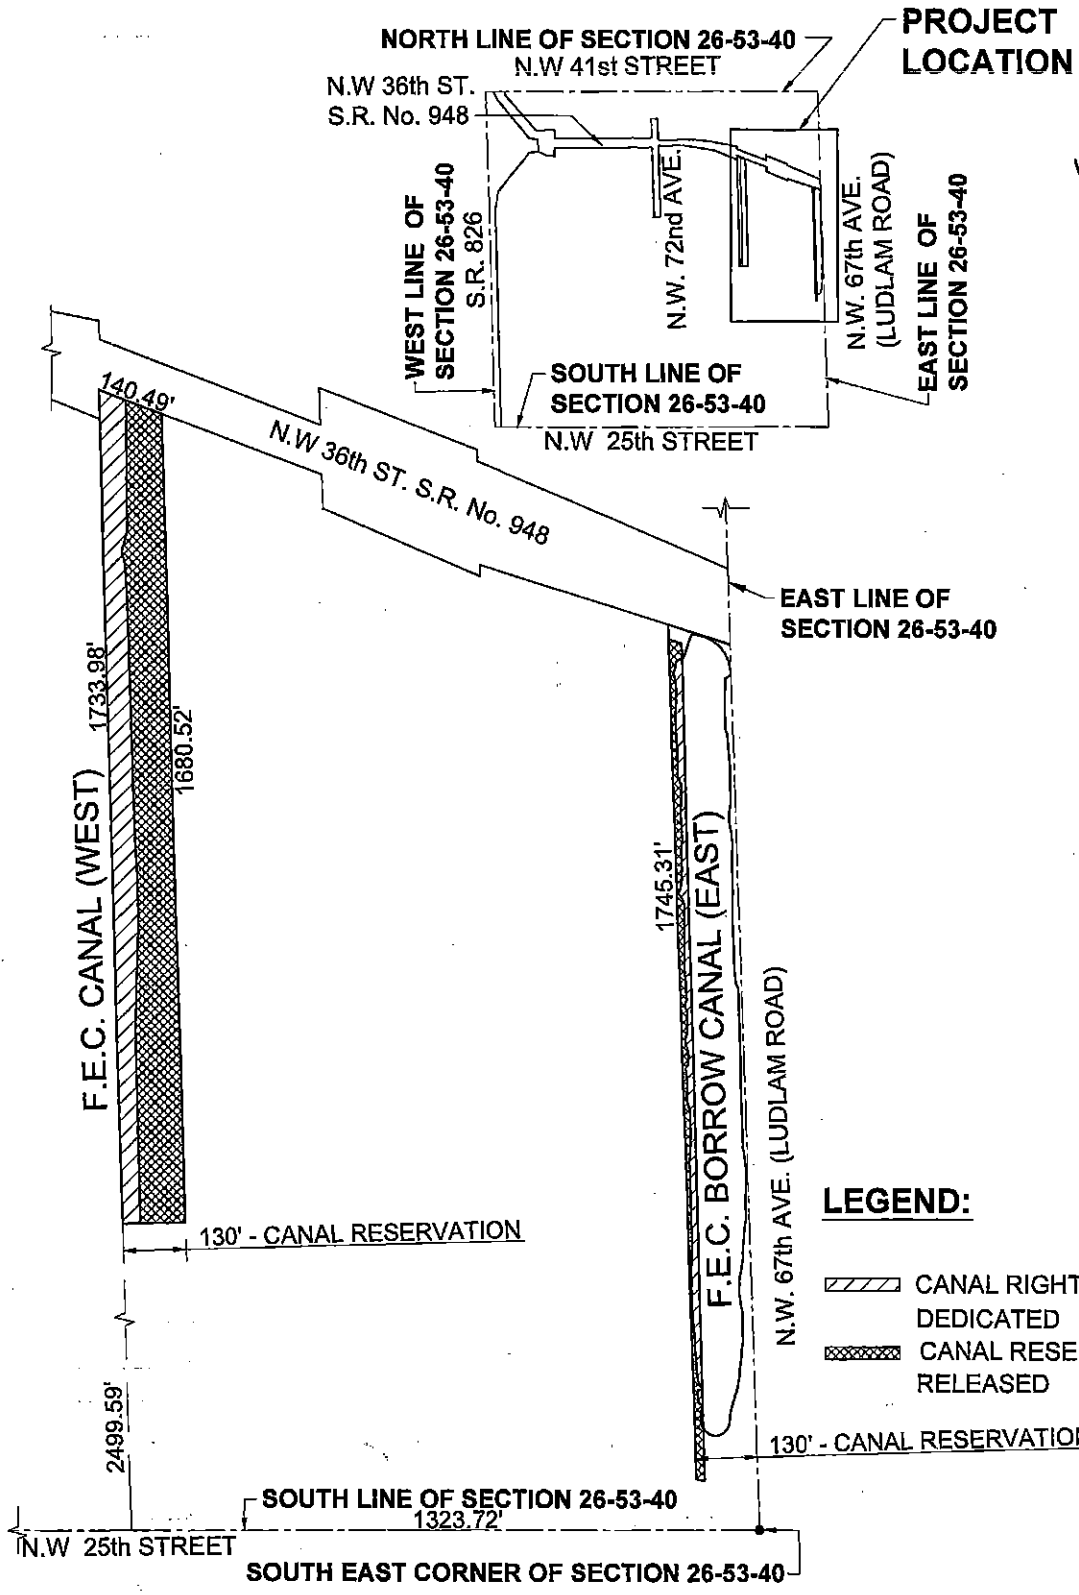 PROJECT
LOCATION
NORTH LINE OF SECTION 26-53-40
N.W 41st STREET
N.W 36th ST.
S.R. No. 948
WEST LINE OF
SECTION 26-53-40
S.R. 826
N.W. 72nd AVE.
N.W. 67th AVE.
(LUDLAM ROAD)
EAST LINE OF
SECTION 26-53-40
SOUTH LINE OF
SECTION 26-53-40
N.W 25th STREET
140.49'
N.W 36th ST. S.R. No. 948
EAST LINE OF
SECTION 26-53-40
1733.98'
1680.52'
F.E.C. CANAL (WEST)
1745.31'
F.E.C. BORROW CANAL (EAST)
N.W. 67th AVE. (LUDLAM ROAD)
130' - CANAL RESERVATION
LEGEND:
CANAL RIGHT
DEDICATED
CANAL RESE
RELEASED
2499.59'
130' - CANAL RESERVATION
SOUTH LINE OF SECTION 26-53-40
1323.72'
N.W 25th STREET
SOUTH EAST CORNER OF SECTION 26-53-40